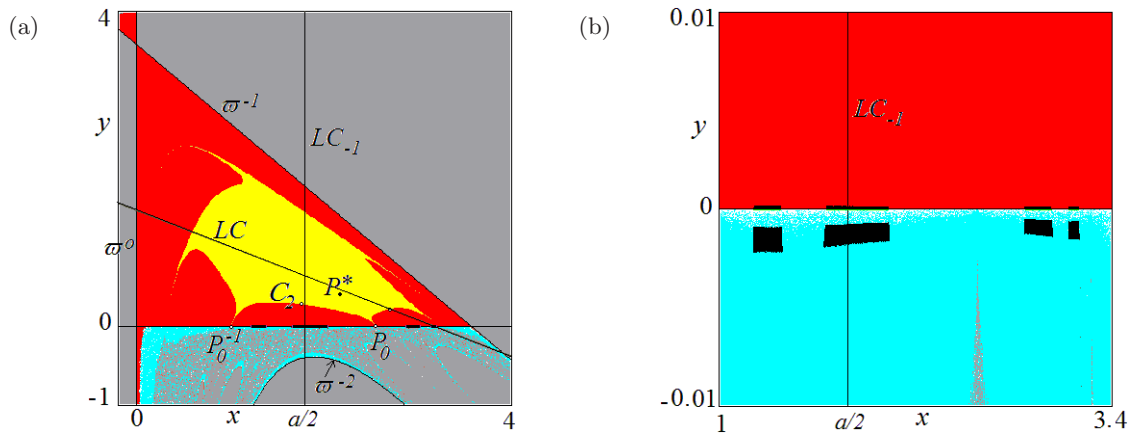 (a)
4
ϖ⁻¹
y
LC₋₁
LC
ϖ⁰
C₂
P*
0
P₀⁻¹
P₀
ϖ⁻²
-1
0
x
a/2
4
(b)
0.01
LC₋₁
y
0
-0.01
1
a/2
x
3.4